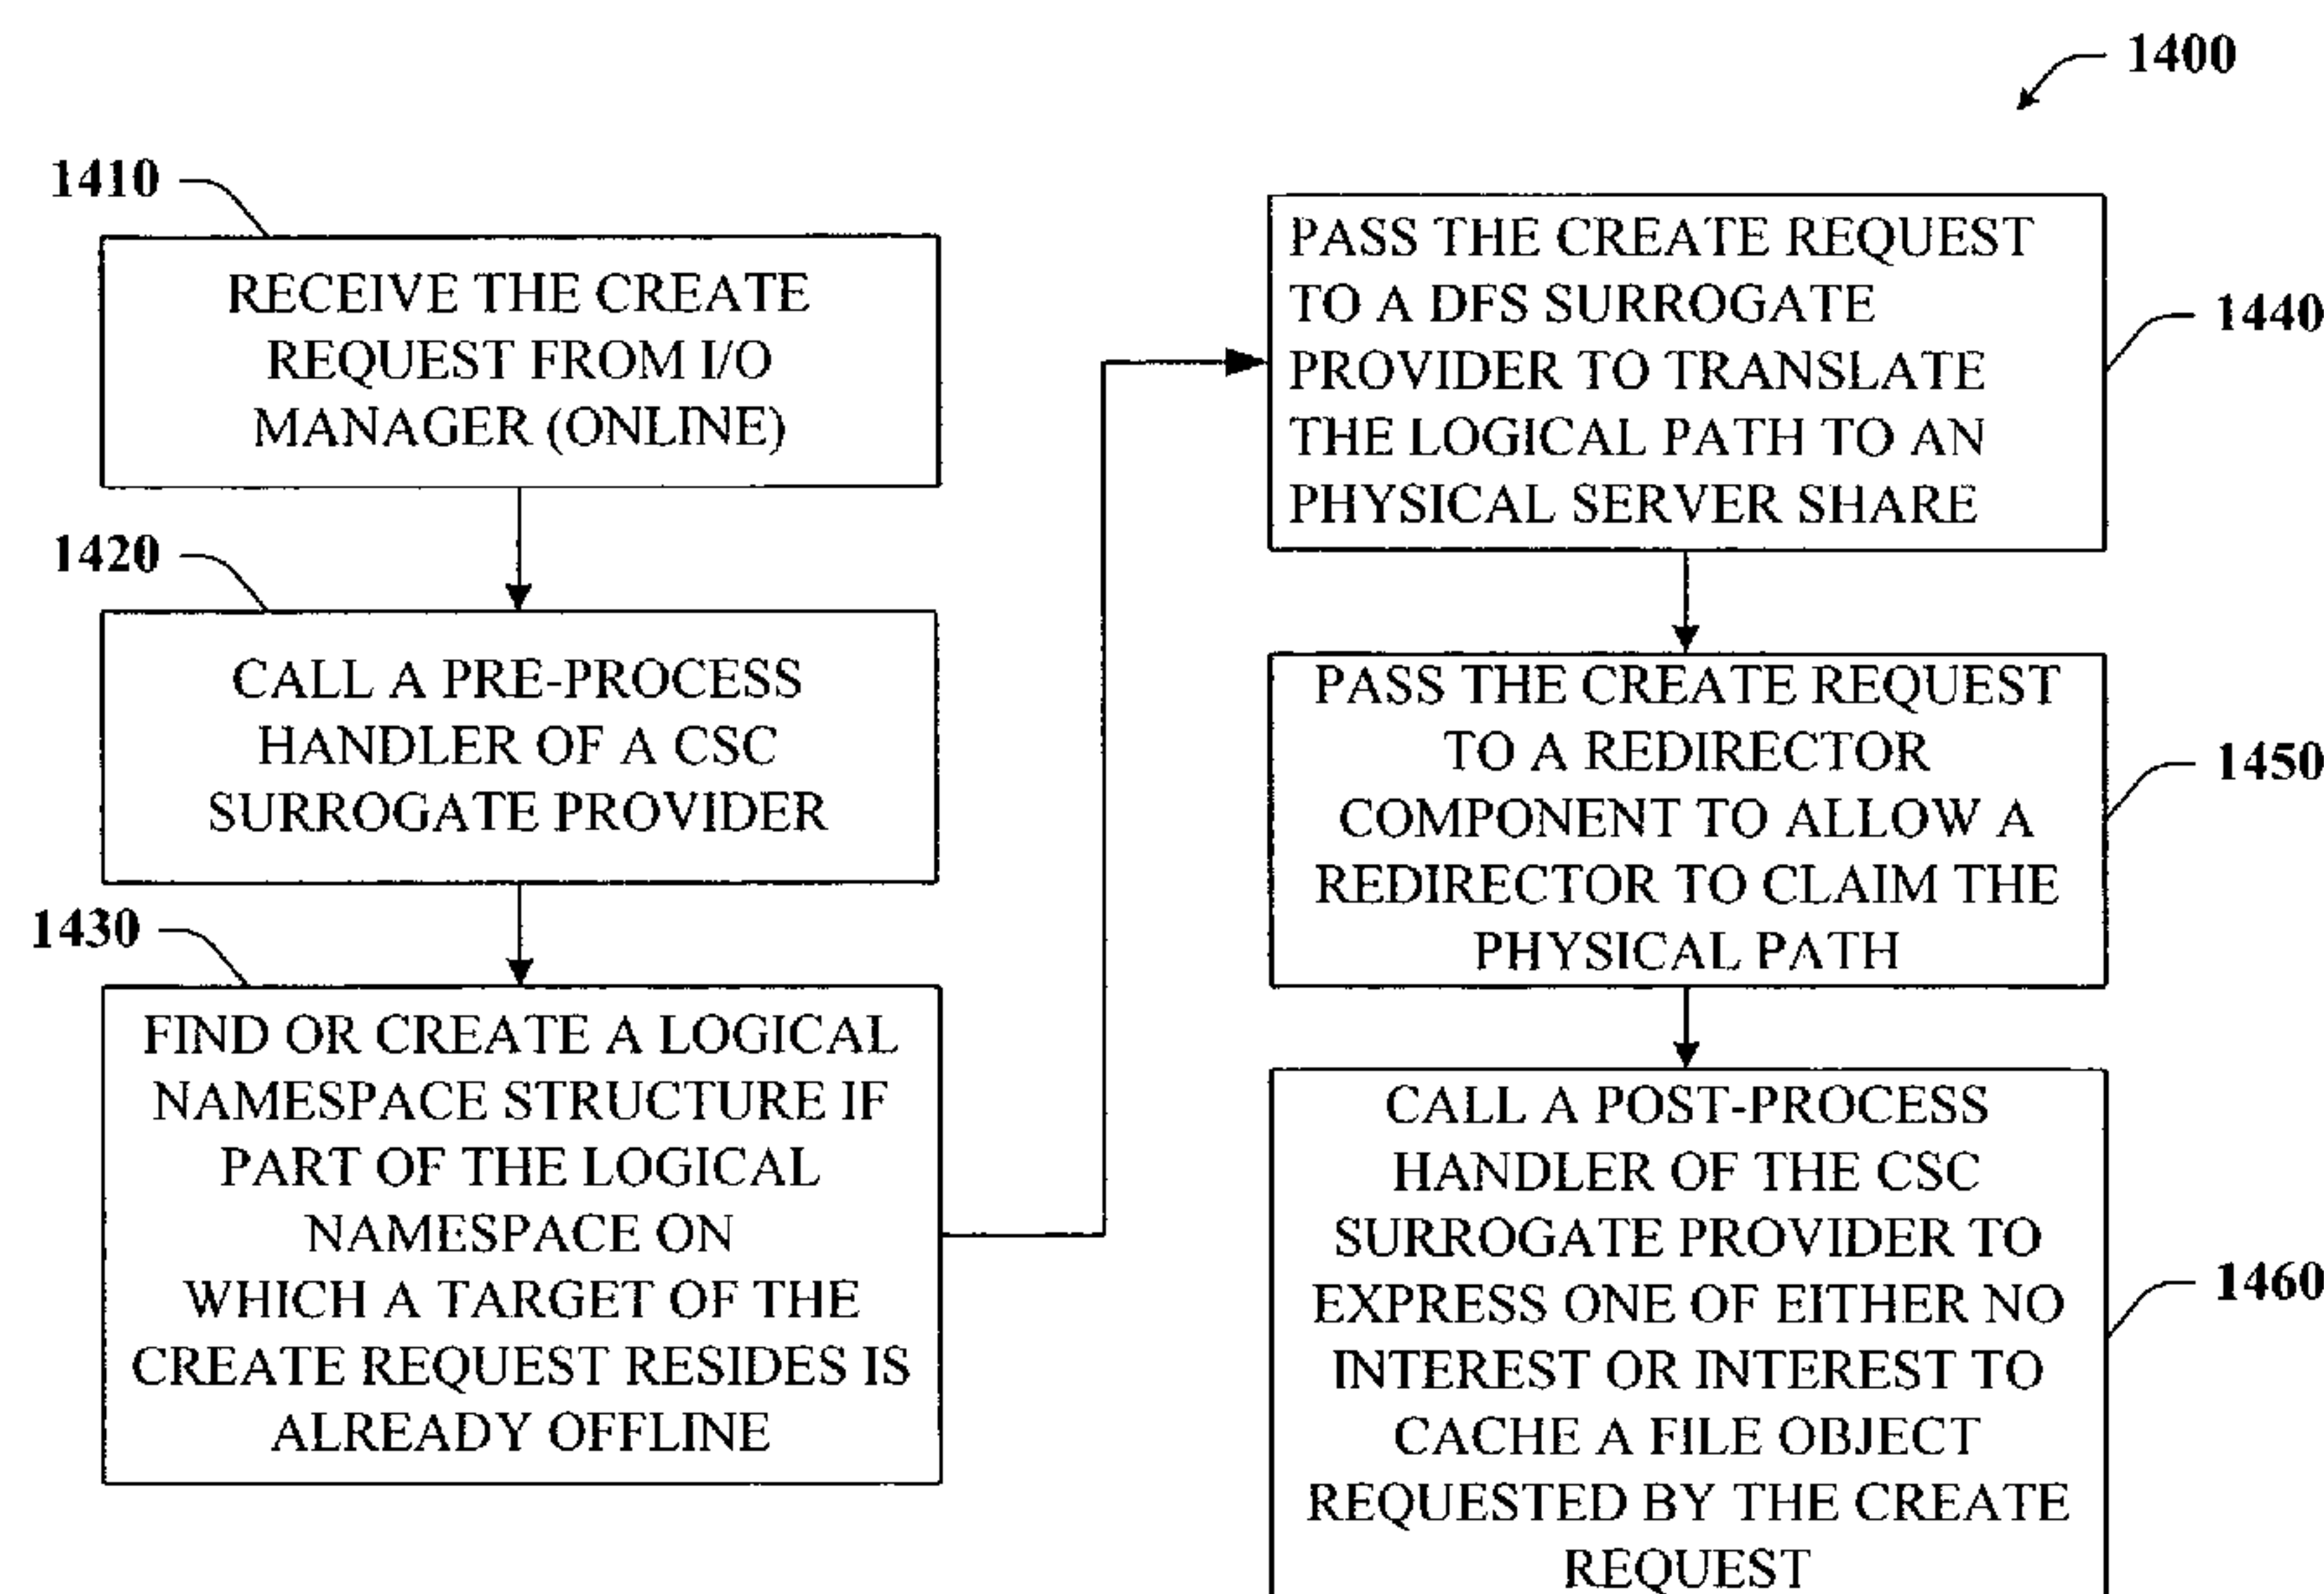 1400
1410
RECEIVE THE CREATE
REQUEST FROM I/O
MANAGER (ONLINE)
1420
CALL A PRE-PROCESS
HANDLER OF A CSC
SURROGATE PROVIDER
1430
FIND OR CREATE A LOGICAL
NAMESPACE STRUCTURE IF
PART OF THE LOGICAL
NAMESPACE ON
WHICH A TARGET OF THE
CREATE REQUEST RESIDES IS
ALREADY OFFLINE
PASS THE CREATE REQUEST
TO A DFS SURROGATE
PROVIDER TO TRANSLATE
THE LOGICAL PATH TO AN
PHYSICAL SERVER SHARE
1440
PASS THE CREATE REQUEST
TO A REDIRECTOR
COMPONENT TO ALLOW A
REDIRECTOR TO CLAIM THE
PHYSICAL PATH
1450
CALL A POST-PROCESS
HANDLER OF THE CSC
SURROGATE PROVIDER TO
EXPRESS ONE OF EITHER NO
INTEREST OR INTEREST TO
CACHE A FILE OBJECT
REQUESTED BY THE CREATE
REQUEST
1460